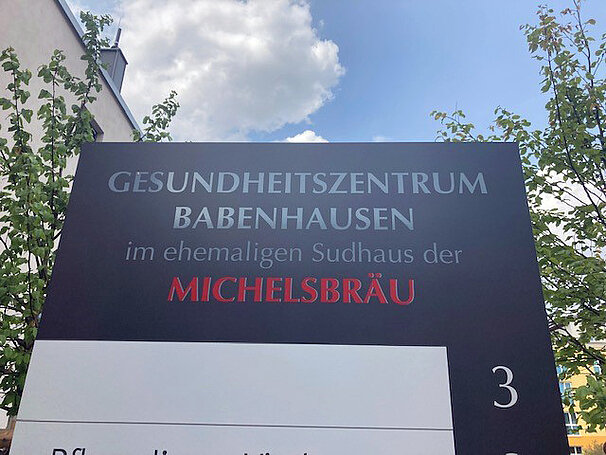 GESUNDHEITSZENTRUM
BABENHAUSEN
im ehemaligen Sudhaus der
MICHELSBRÄU
3